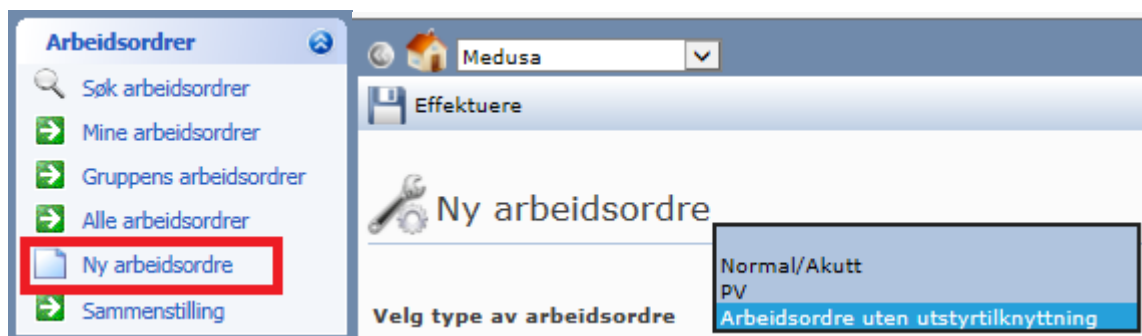 Arbeidsordrer
Søk arbeidsordrer
Mine arbeidsordrer
Gruppens arbeidsordrer
Alle arbeidsordrer
Ny arbeidsordre
Sammenstilling
Medusa
Effektuere
Ny arbeidsordre
Velg type av arbeidsordre
Normal/Akutt
PV
Arbeidsordre uten utstyrtilknyttning